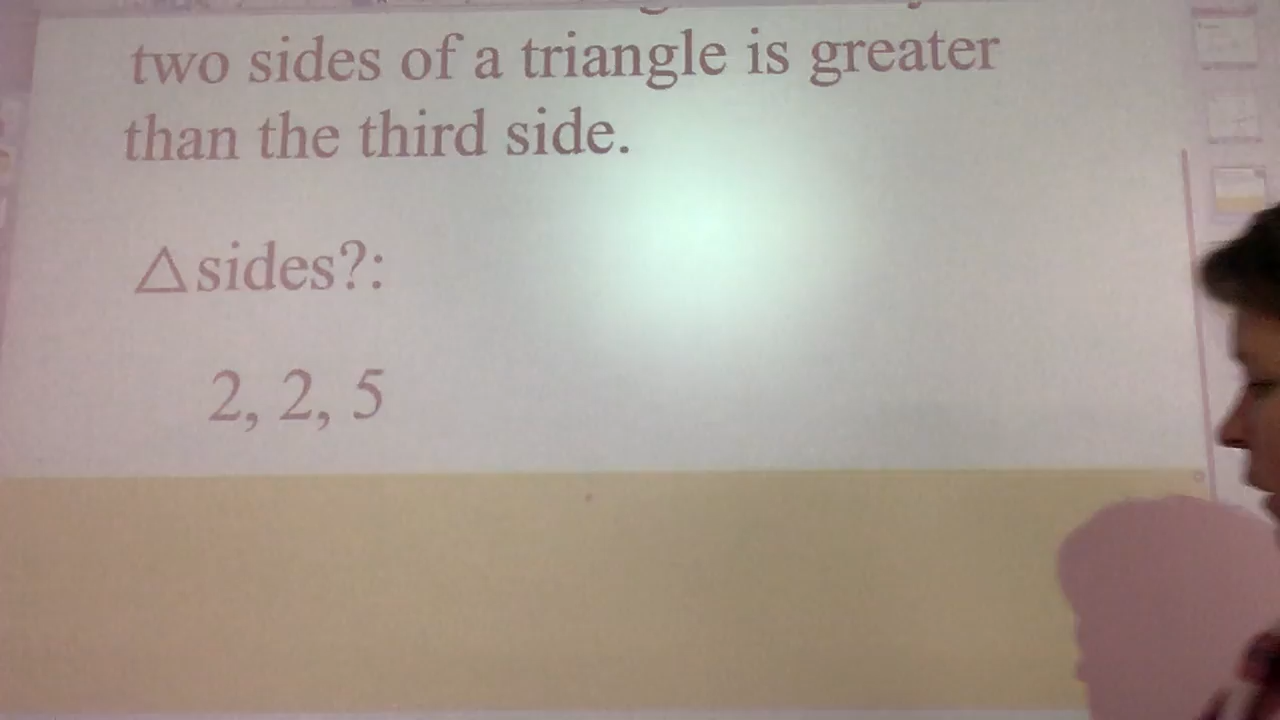 two sides of a triangle is greater
than the third side.
△sides?:
2, 2, 5